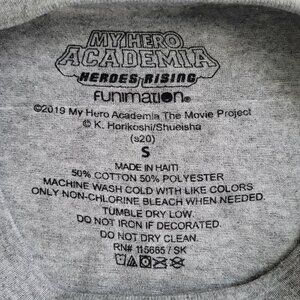 MY HERO
ACADEMIA
HEROES RISING
FUNIMATION®
©2019 My Hero Academia The Movie Project
© K. Horikoshi/Shueisha
(s20)
S
MADE IN HAITI
50% COTTON 50% POLYESTER
MACHINE WASH COLD WITH LIKE COLORS
ONLY NON-CHLORINE BLEACH WHEN NEEDED.
TUMBLE DRY LOW.
DO NOT IRON IF DECORATED.
DO NOT DRY CLEAN.
RN# 115665 / SK